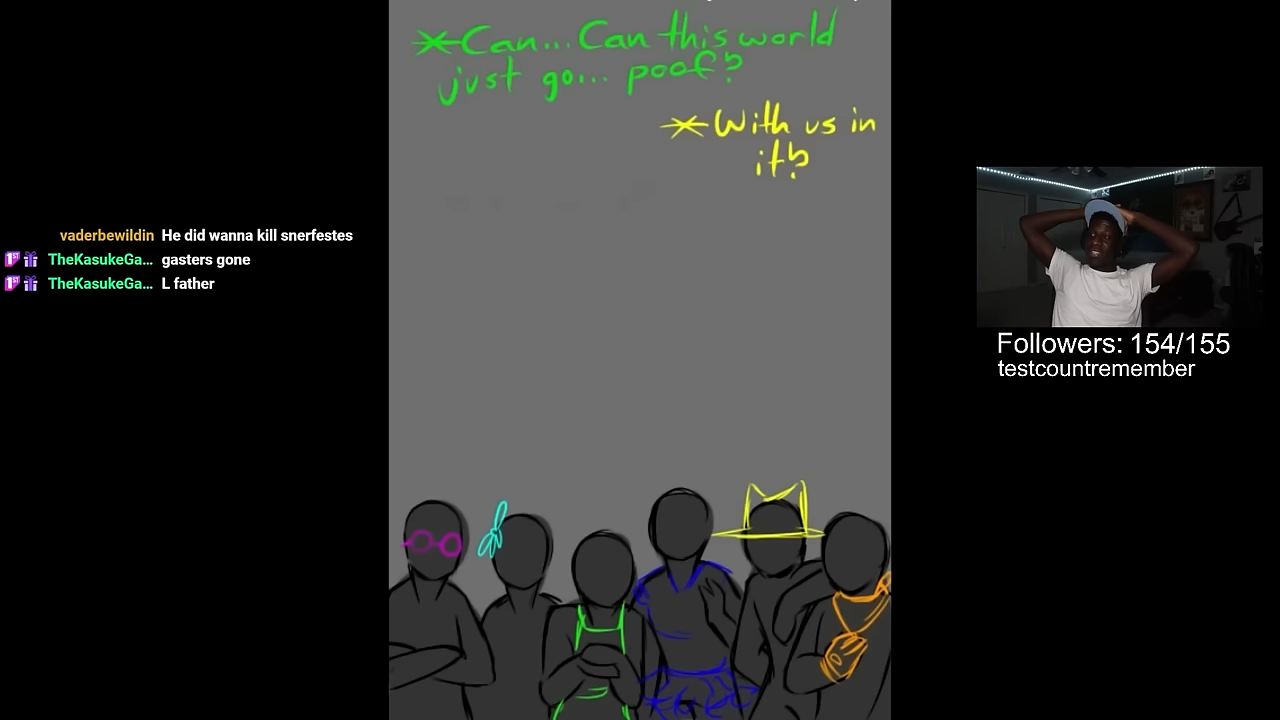 *Can... Can this world
just go... poof?
*With us in
it?
vaderbewildin He did wanna kill snerfestes
TheKasukeGa... gasters gone
TheKasukeGa... L father
Followers: 154/155
testcountremember